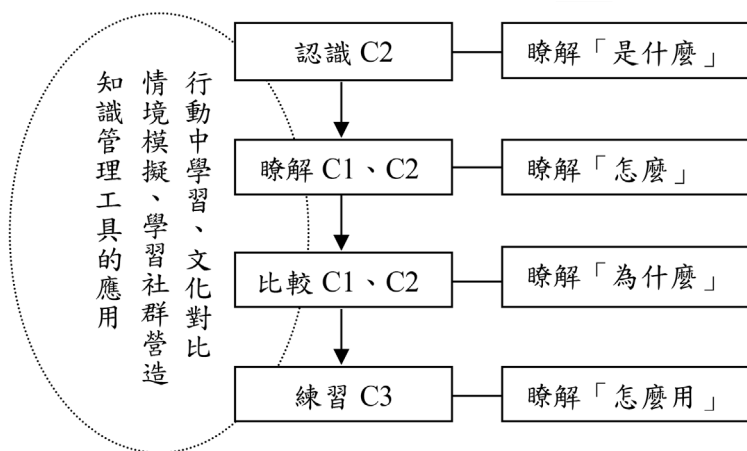 行動中學習、文化對比
情境模擬、學習社群營造
知識管理工具的應用
認識 C2
瞭解「是什麼」
瞭解 C1、C2
瞭解「怎麼」
比較 C1、C2
瞭解「為什麼」
練習 C3
瞭解「怎麼用」